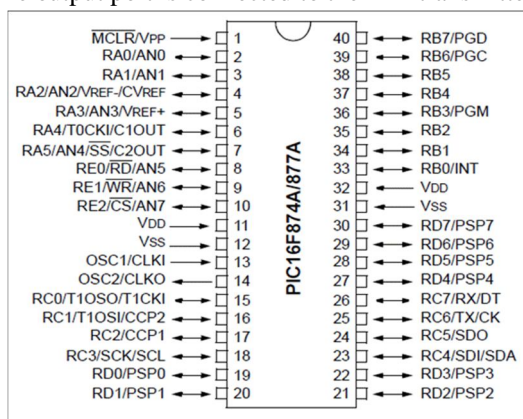 MCLR/VPP 1 40 RB7/PGD
RA0/AN0 2 39 RB6/PGC
RA1/AN1 3 38 RB5
RA2/AN2/VREF-/CVREF 4 37 RB4
RA3/AN3/VREF+ 5 36 RB3/PGM
RA4/T0CKI/C1OUT 6 35 RB2
RA5/AN4/SS/C2OUT 7 34 RB1
RE0/RD/AN5 8 33 RB0/INT
RE1/WR/AN6 9 32 VDD
RE2/CS/AN7 10 31 VSS
VDD 11 30 RD7/PSP7
VSS 12 29 RD6/PSP6
OSC1/CLKI 13 28 RD5/PSP5
OSC2/CLKO 14 27 RD4/PSP4
RC0/T1OSO/T1CKI 15 26 RC7/RX/DT
RC1/T1OSI/CCP2 16 25 RC6/TX/CK
RC2/CCP1 17 24 RC5/SDO
RC3/SCK/SCL 18 23 RC4/SDI/SDA
RD0/PSP0 19 22 RD3/PSP3
RD1/PSP1 20 21 RD2/PSP2
PIC16F874A/877A